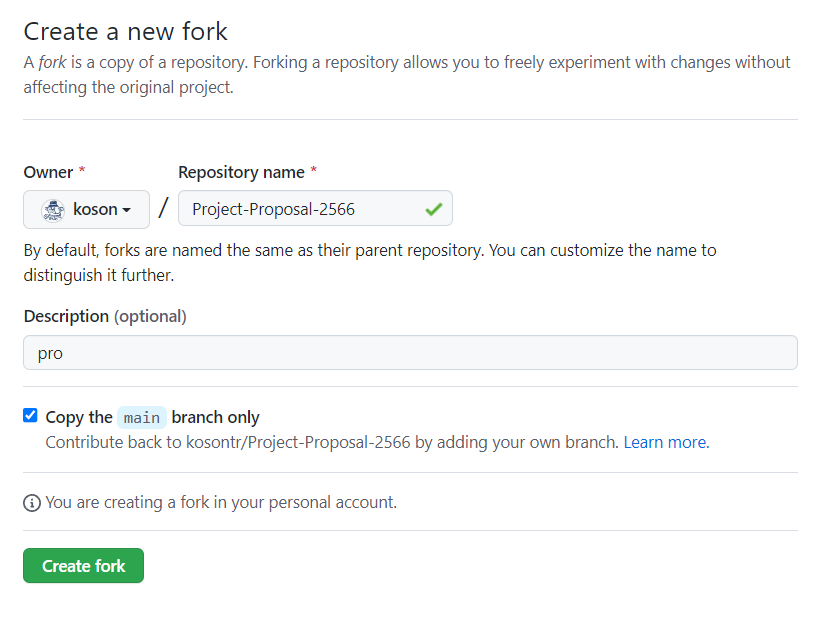 Create a new fork
A fork is a copy of a repository. Forking a repository allows you to freely experiment with changes without
affecting the original project.
Owner * Repository name *
koson / Project-Proposal-2566
By default, forks are named the same as their parent repository. You can customize the name to
distinguish it further.
Description (optional)
pro
Copy the main branch only
Contribute back to kosontr/Project-Proposal-2566 by adding your own branch. Learn more.
You are creating a fork in your personal account.
Create fork